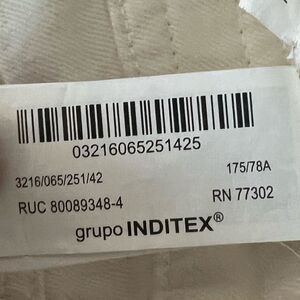 03216065251425
3216/065/251/42 175/78A
RUC 80089348-4 RN 77302
grupo INDITEX®